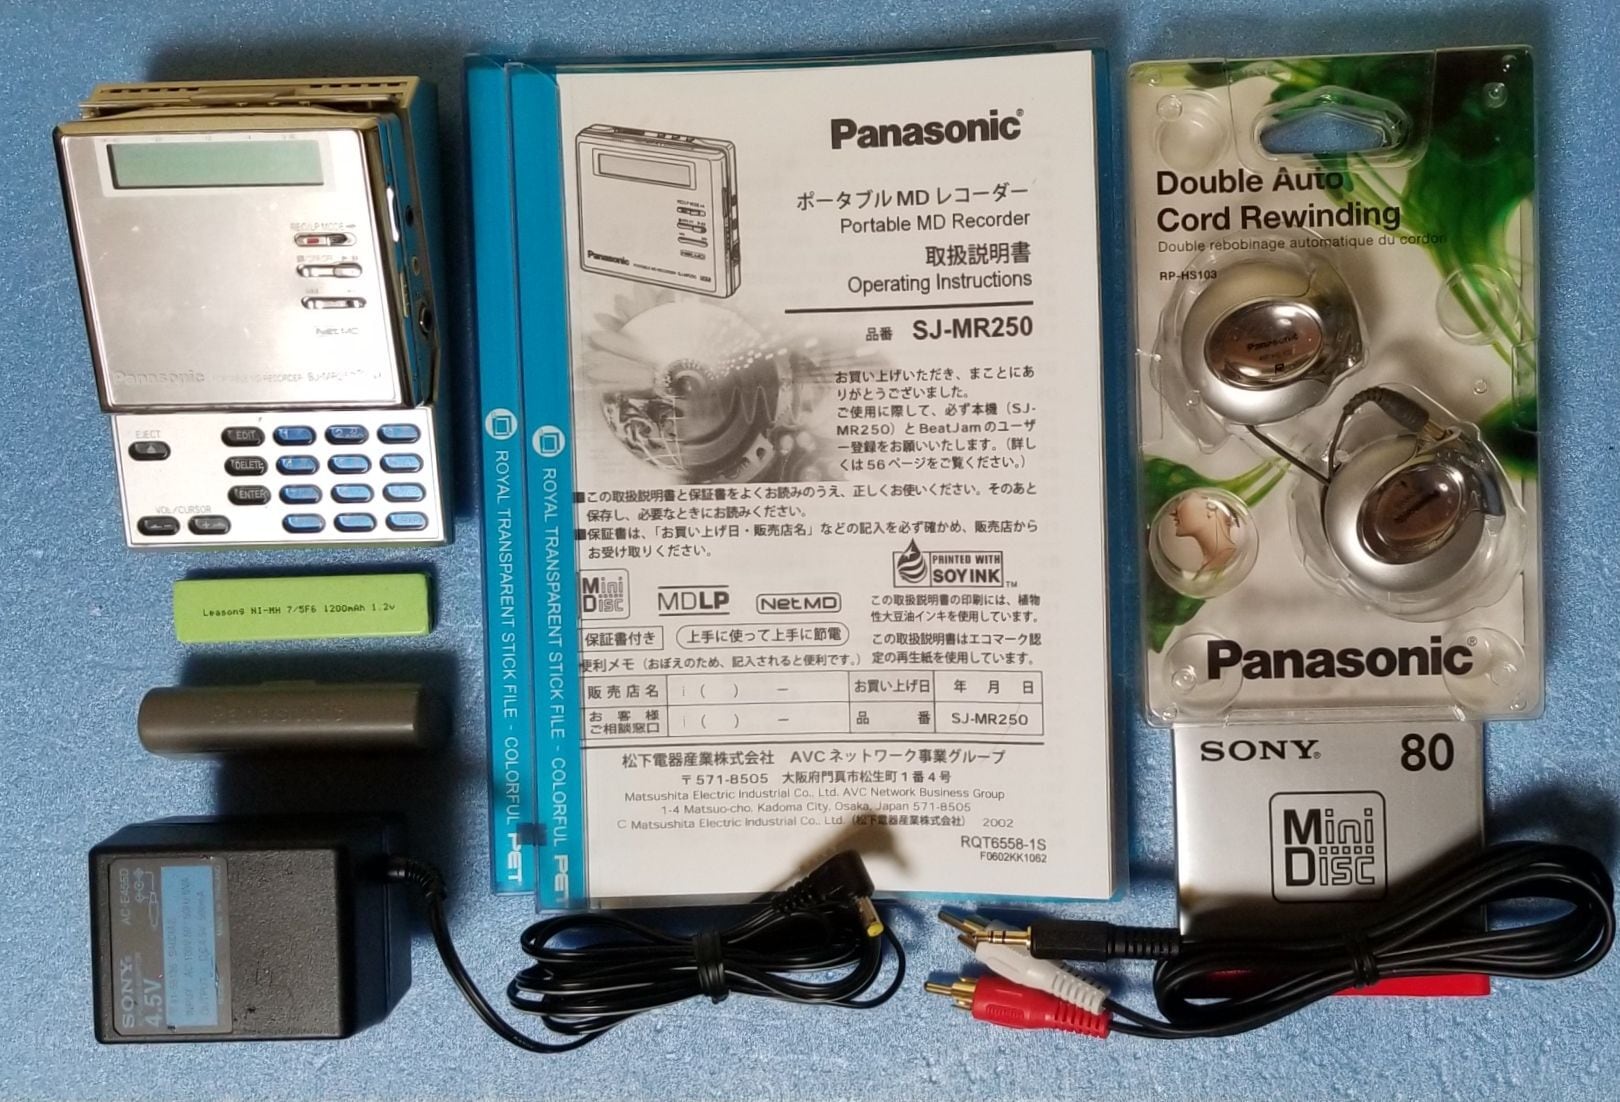 REC/LP MODE
Net MD
Panasonic
PORTABLE MD RECORDER
EJECT
EDIT
DELETE
ENTER
VOL/CURSOR
− +
Leasong NI-MH 7/5F6 1200mAh 1.2v
SONY®
4.5V
ROYAL TRANSPARENT STICK FILE - COLORFUL PET
ROYAL TRANSPARENT STICK FILE - COLORFUL PET
Panasonic
Panasonic®
ポータブル MD レコーダー
Portable MD Recorder
取扱説明書
Operating Instructions
品番 SJ-MR250
お買い上げいただき、まことにあ
りがとうございました。
ご使用に際して、必ず本機（SJ-
MR250）とBeatJamのユーザ
ー登録をお願いいたします。（詳し
くは56ページをご覧ください。）
■この取扱説明書と保証書をよくお読みのうえ、正しくお使いください。そのあと
保存し、必要なときにお読みください。
■保証書は、「お買い上げ日・販売店名」などの記入を必ず確かめ、販売店から
お受け取りください。
PRINTED WITH
SOY INK™
Mini
Disc
MDLP
Net MD
この取扱説明書の印刷には、植物
性大豆油インキを使用しています。
保証書付き
上手に使って上手に節電
この取扱説明書はエコマーク認
定の再生紙を使用しています。
便利メモ（おぼえのため、記入されると便利です。）
販売店名 ( ) − お買い上げ日 年 月 日
お客様
ご相談窓口 ( ) − 品番 SJ-MR250
松下電器産業株式会社 AVCネットワーク事業グループ
〒571-8505 大阪府門真市松生町1番4号
Matsushita Electric Industrial Co., Ltd. AVC Network Business Group
1-4 Matsuo-cho, Kadoma City, Osaka, Japan 571-8505
© Matsushita Electric Industrial Co., Ltd.（松下電器産業株式会社） 2002
RQT6558-1S
F0602KK1062
Double Auto
Cord Rewinding
Double rebobinage automatique du cordon
RP-HS103
Panasonic
Panasonic
Panasonic®
SONY® 80
Mini
Disc